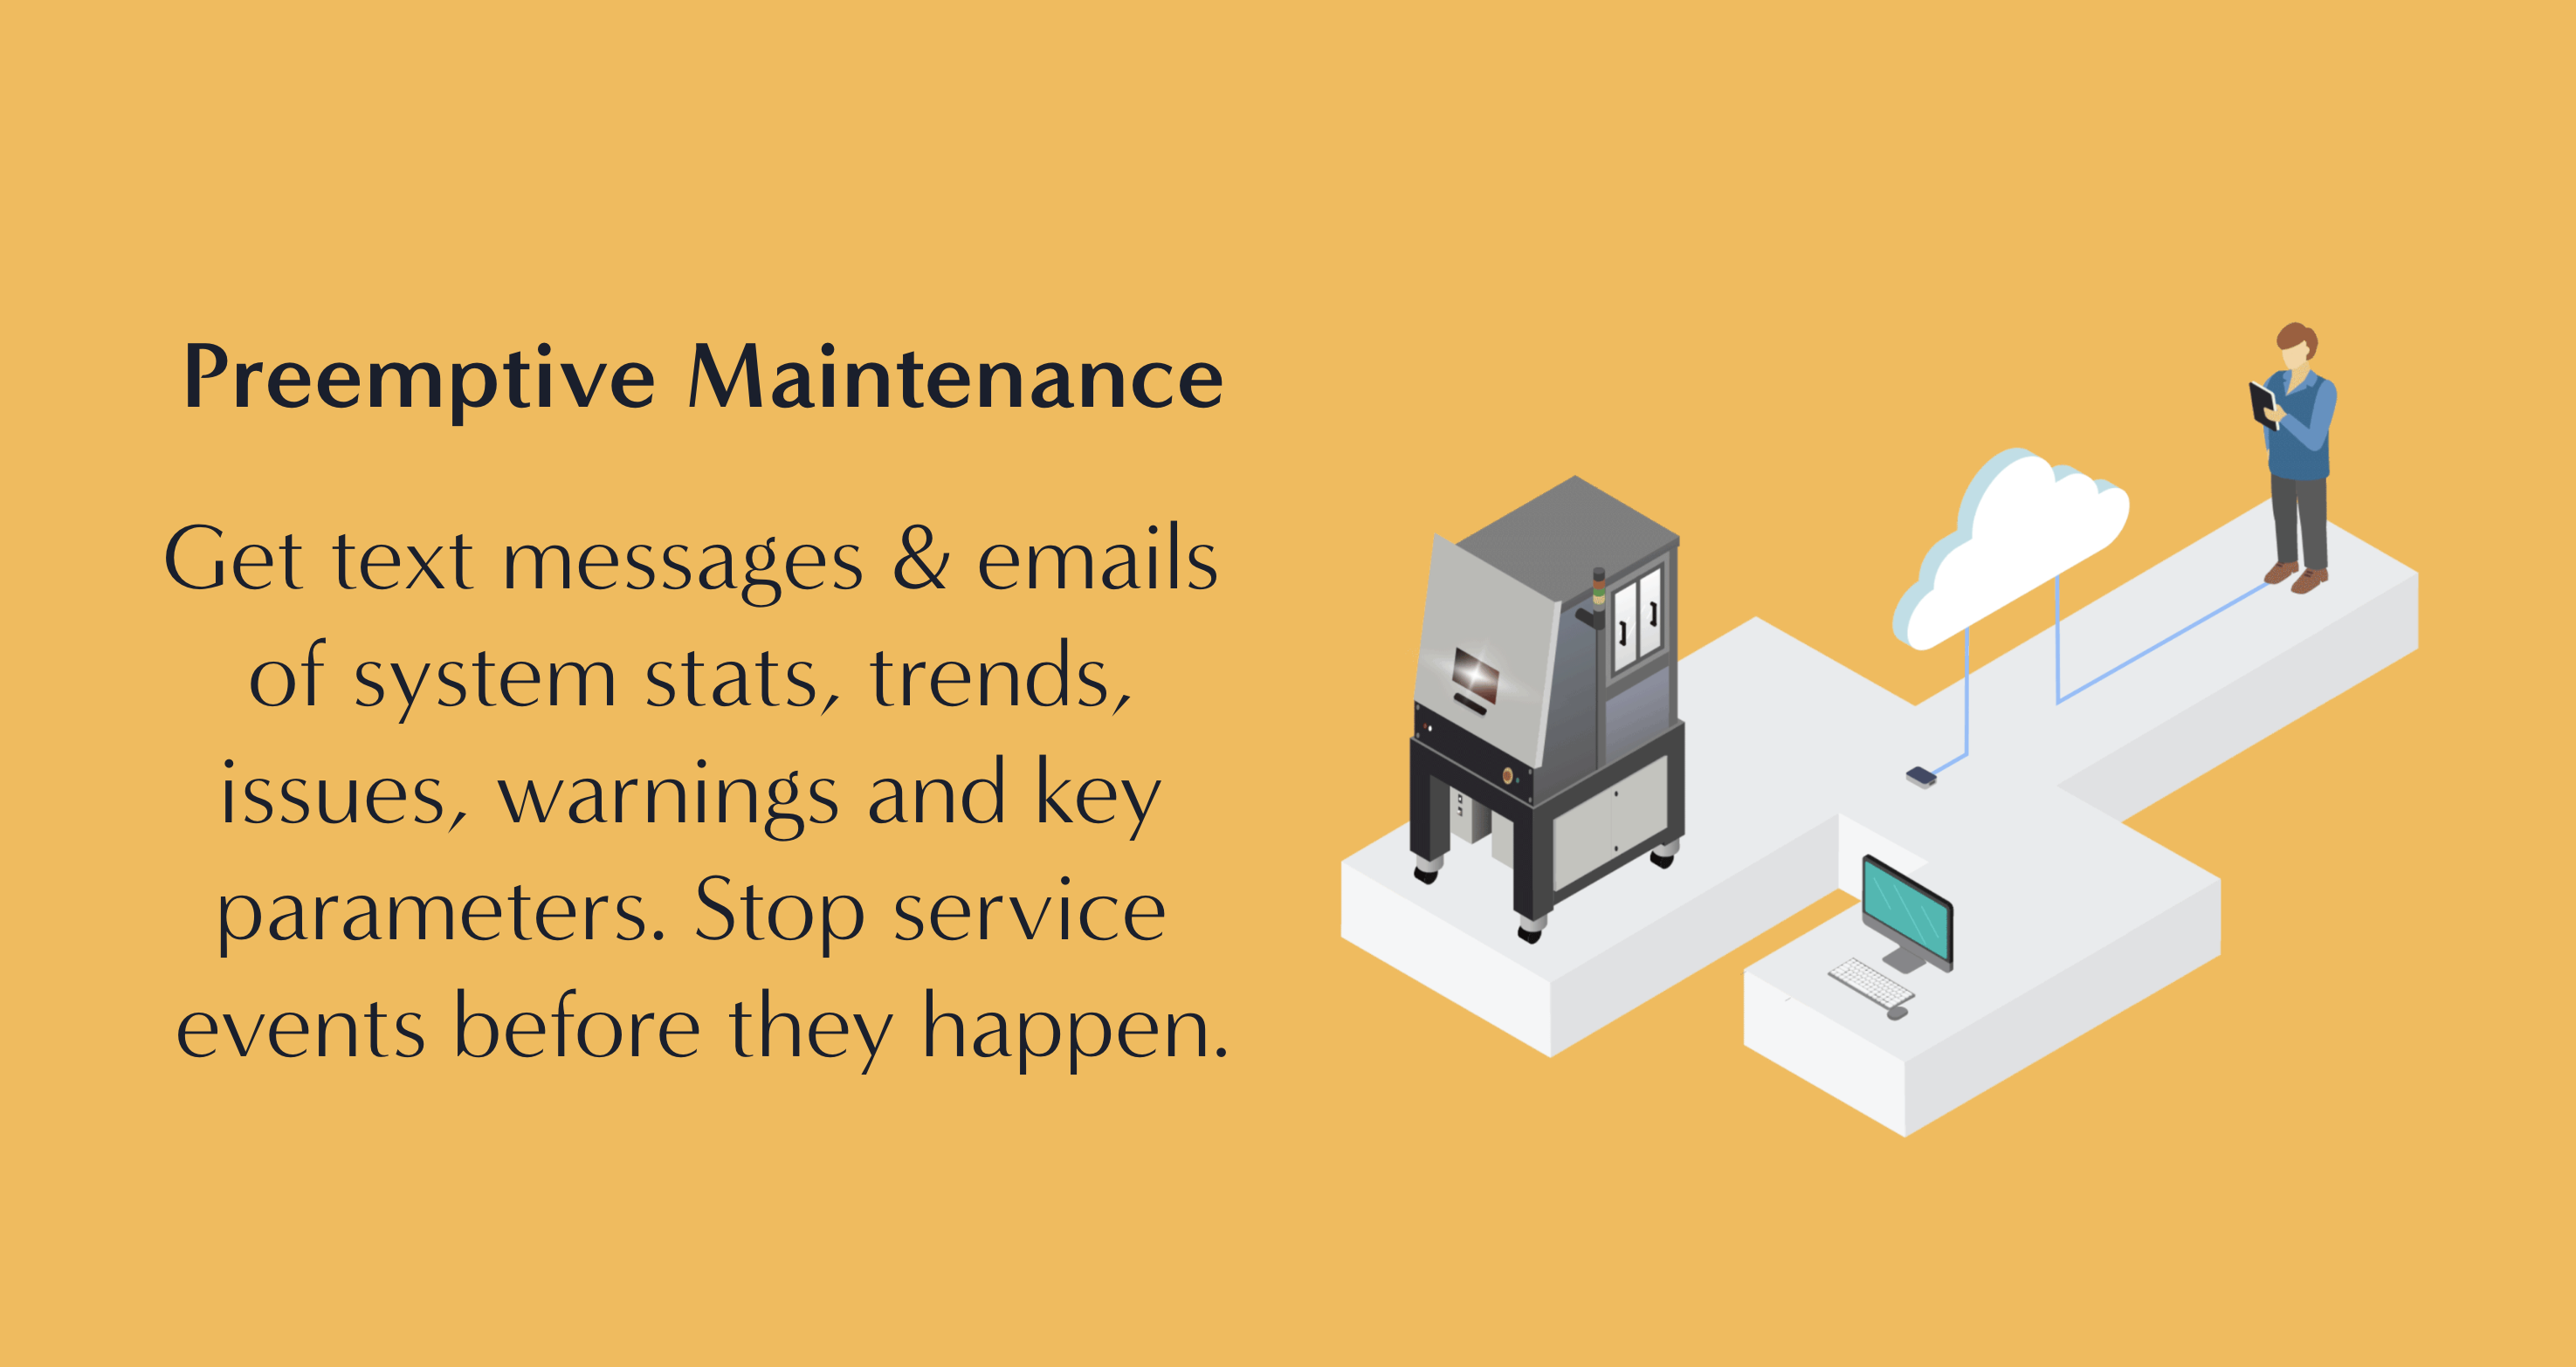 Preemptive Maintenance
Get text messages & emails
of system stats, trends,
issues, warnings and key
parameters. Stop service
events before they happen.